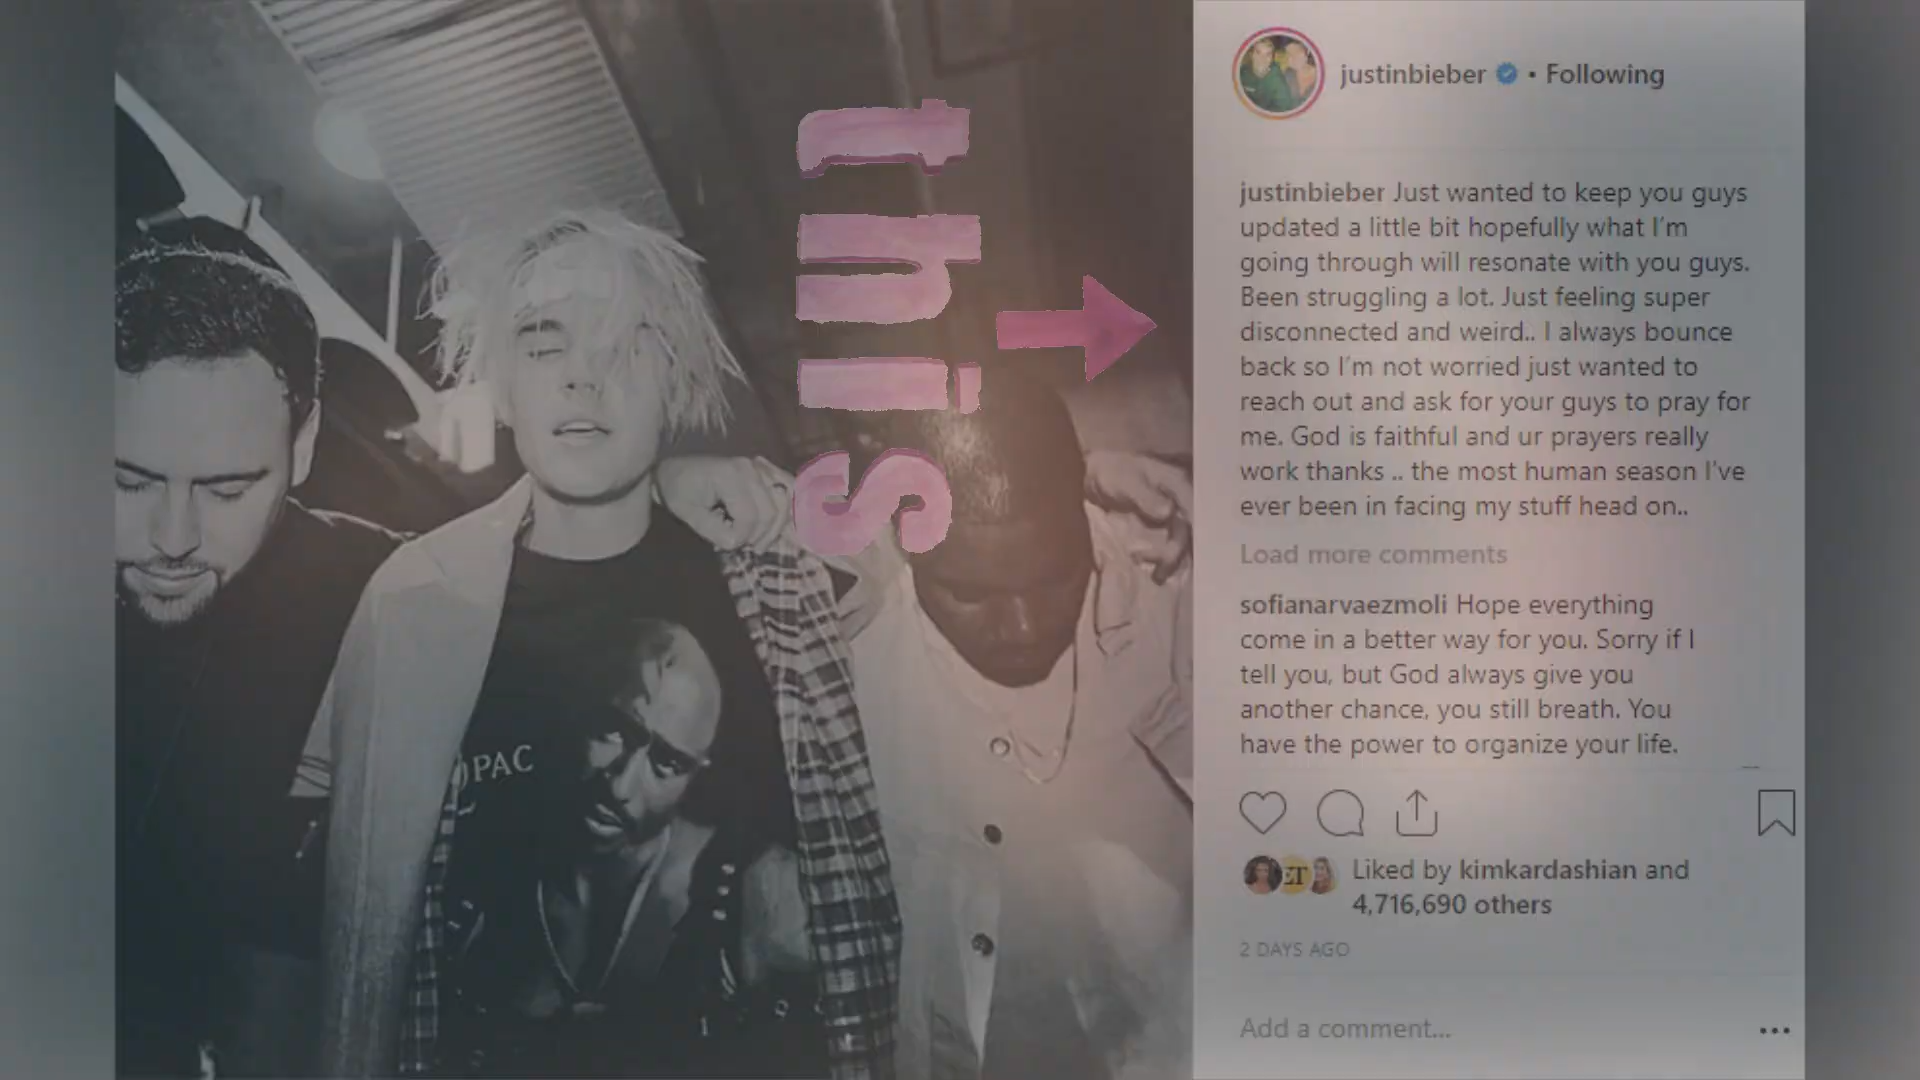 this
OPAC
justinbieber • Following
justinbieber Just wanted to keep you guys
updated a little bit hopefully what I'm
going through will resonate with you guys.
Been struggling a lot. Just feeling super
disconnected and weird.. I always bounce
back so I'm not worried just wanted to
reach out and ask for your guys to pray for
me. God is faithful and ur prayers really
work thanks .. the most human season I've
ever been in facing my stuff head on..
Load more comments
sofianarvaezmoli Hope everything
come in a better way for you. Sorry if I
tell you, but God always give you
another chance, you still breath. You
have the power to organize your life.
ET
Liked by kimkardashian and
4,716,690 others
2 DAYS AGO
Add a comment...